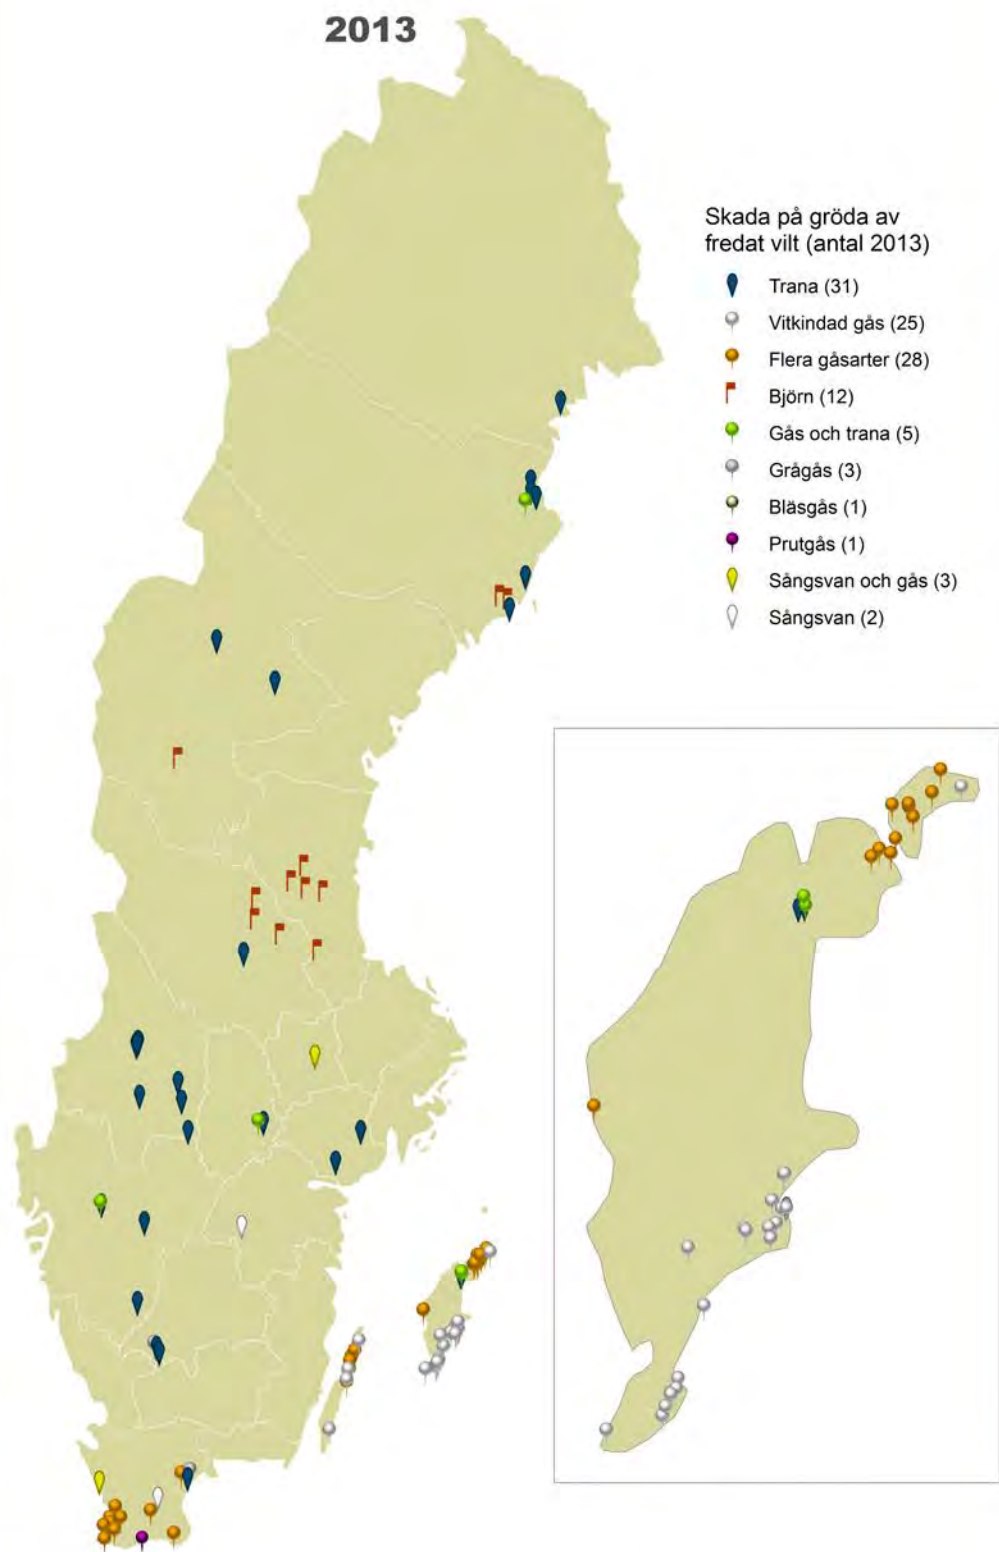 2013
Skada på gröda av
fredat vilt (antal 2013)
Trana (31)
Vitkindad gås (25)
Flera gåsarter (28)
Björn (12)
Gås och trana (5)
Grågås (3)
Bläsgås (1)
Prutgås (1)
Sångsvan och gås (3)
Sångsvan (2)